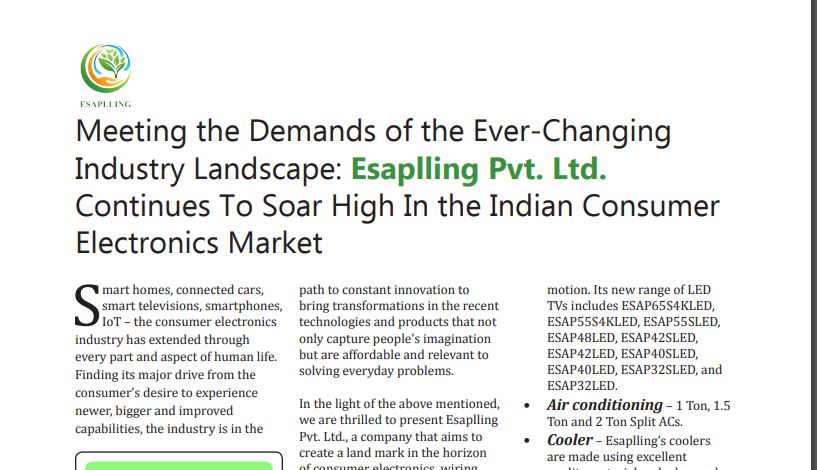 ESAPLLING
Meeting the Demands of the Ever-Changing
Industry Landscape: Esaplling Pvt. Ltd.
Continues To Soar High In the Indian Consumer
Electronics Market
Smart homes, connected cars,
smart televisions, smartphones,
IoT – the consumer electronics
industry has extended through
every part and aspect of human life.
Finding its major drive from the
consumer’s desire to experience
newer, bigger and improved
capabilities, the industry is in the
path to constant innovation to
bring transformations in the recent
technologies and products that not
only capture people’s imagination
but are affordable and relevant to
solving everyday problems.
In the light of the above mentioned,
we are thrilled to present Esaplling
Pvt. Ltd., a company that aims to
create a land mark in the horizon
of consumer electronics, wiring
motion. Its new range of LED
TVs includes ESAP65S4KLED,
ESAP55S4KLED, ESAP55SLED,
ESAP48LED, ESAP42SLED,
ESAP42LED, ESAP40SLED,
ESAP40LED, ESAP32SLED, and
ESAP32LED.
• Air conditioning – 1 Ton, 1.5
Ton and 2 Ton Split ACs.
• Cooler – Esaplling’s coolers
are made using excellent